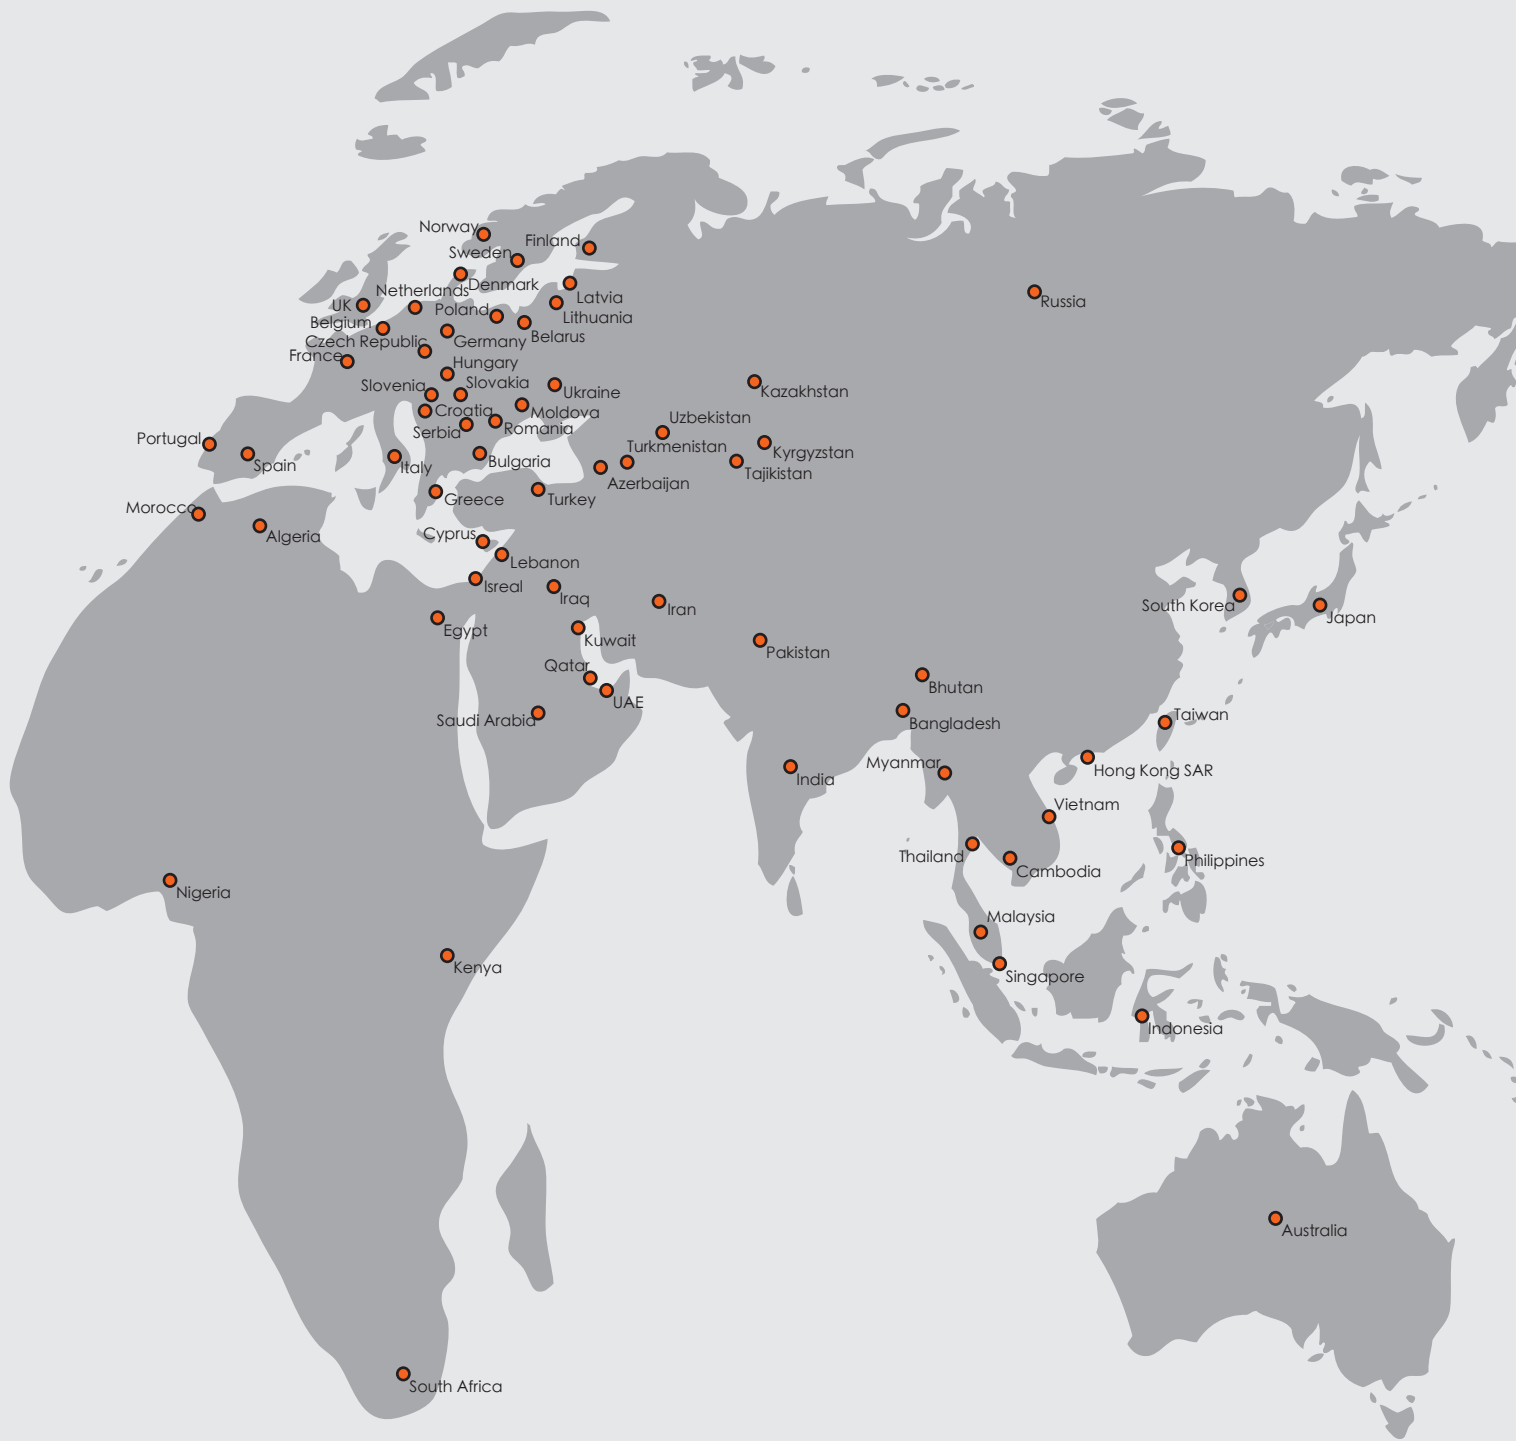 Norway
Finland
Sweden
Denmark
Netherlands
Latvia
Russia
UK
Poland
Lithuania
Belgium
Belarus
Czech Republic
Germany
France
Hungary
Slovenia
Slovakia
Ukraine
Kazakhstan
Croatia
Moldova
Uzbekistan
Serbia
Romania
Portugal
Turkmenistan
Kyrgyzstan
Spain
Italy
Bulgaria
Tajikistan
Azerbaijan
Greece
Turkey
Morocco
Algeria
Cyprus
Lebanon
Isreal
Iraq
Iran
South Korea
Japan
Egypt
Kuwait
Pakistan
Qatar
Bhutan
UAE
Saudi Arabia
Bangladesh
Taiwan
Myanmar
Hong Kong SAR
India
Vietnam
Thailand
Philippines
Cambodia
Nigeria
Malaysia
Kenya
Singapore
Indonesia
Australia
South Africa